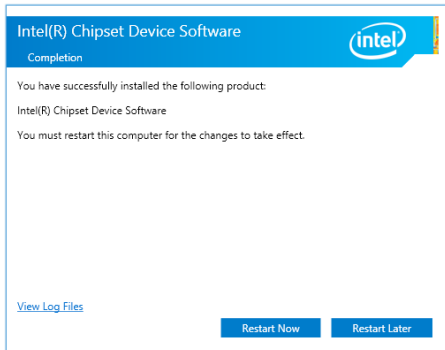 Intel(R) Chipset Device Software
intel
Completion
You have successfully installed the following product:
Intel(R) Chipset Device Software
You must restart this computer for the changes to take effect.
View Log Files
Restart Now
Restart Later